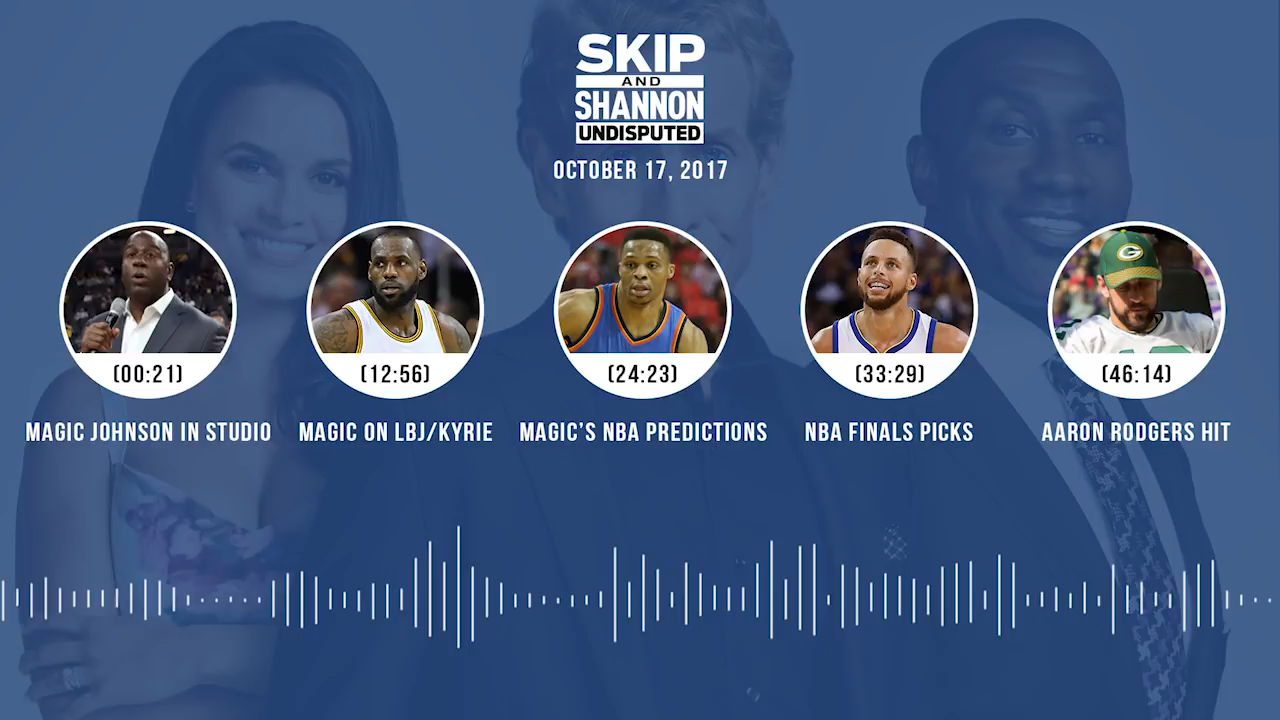 SKIP
AND
SHANNON
UNDISPUTED
OCTOBER 17, 2017
(00:21)
(12:56)
(24:23)
(33:29)
(46:14)
MAGIC JOHNSON IN STUDIO
MAGIC ON LBJ/KYRIE
MAGIC'S NBA PREDICTIONS
NBA FINALS PICKS
AARON RODGERS HIT
G